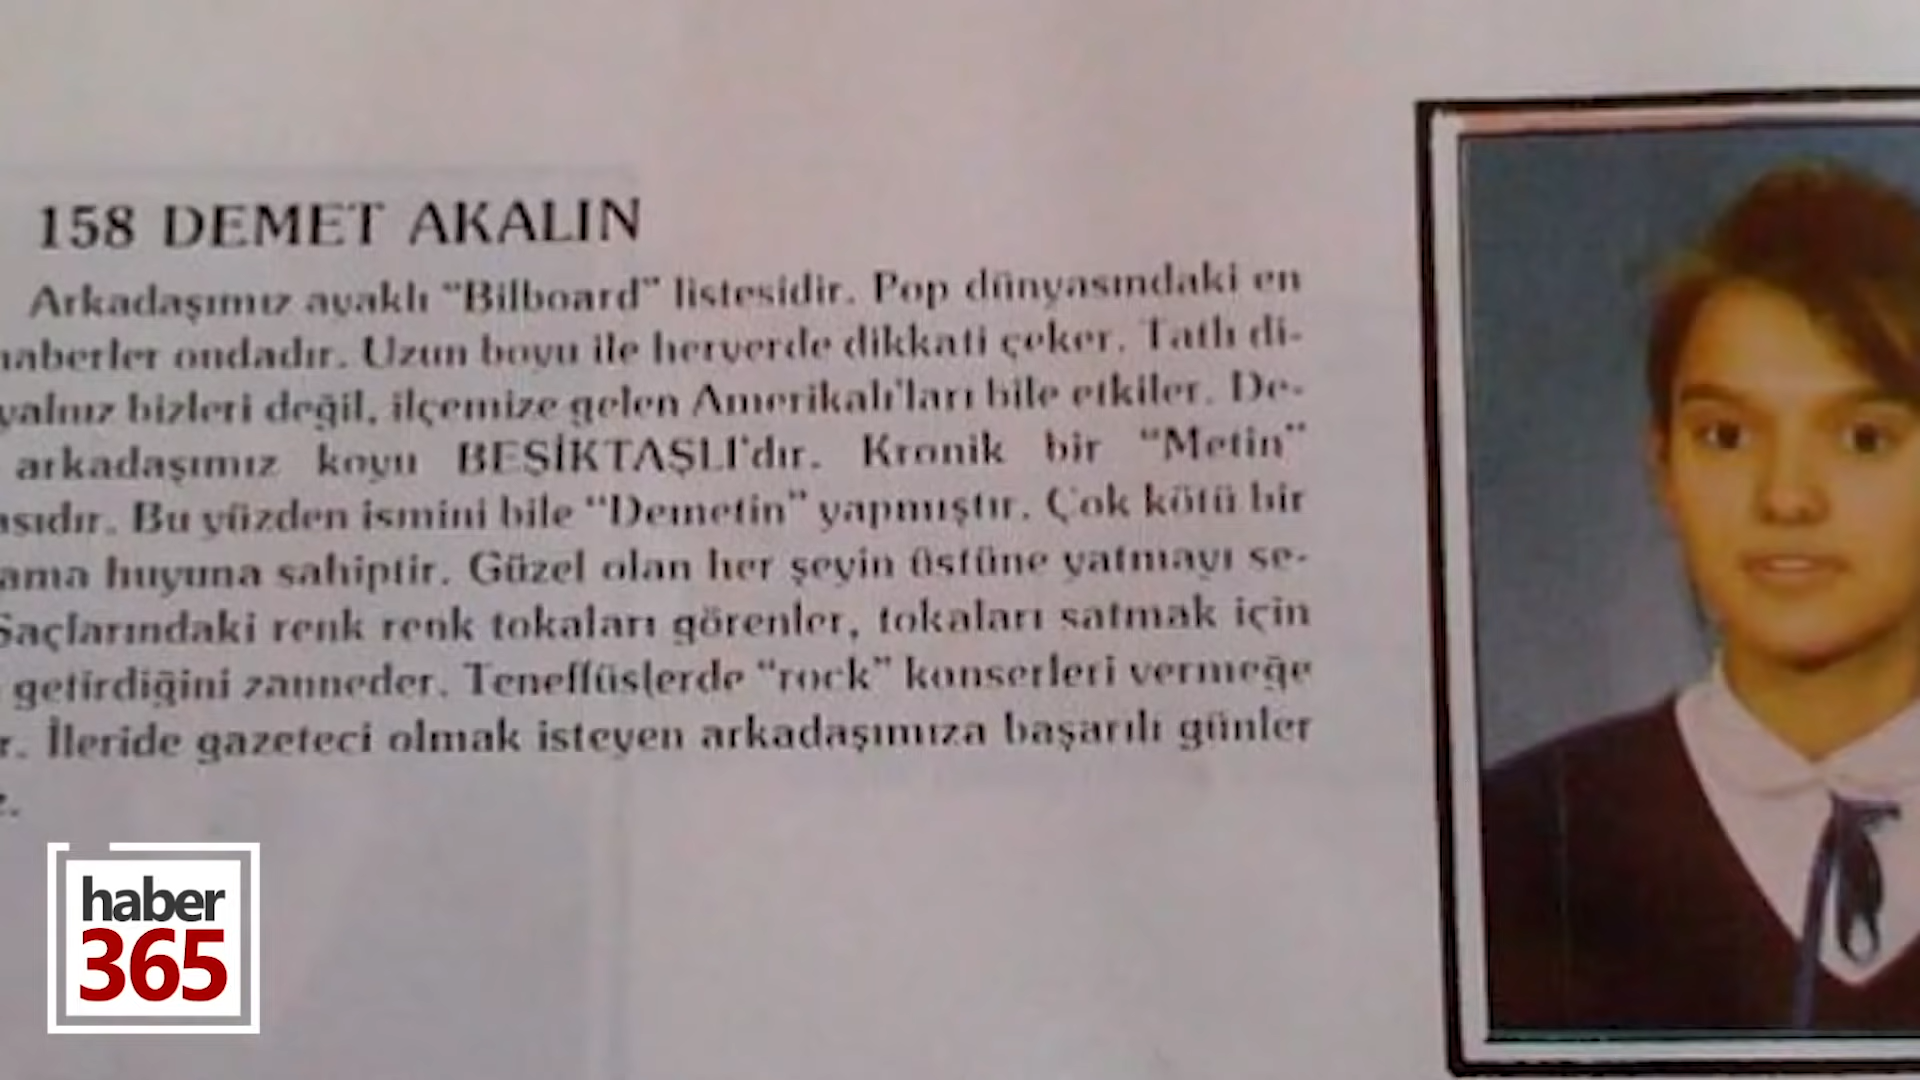 158 DEMET AKALIN
Arkadaşımız ayaklı "Bilboard" listesidir. Pop dünyasındaki en
haberler ondadır. Uzun boyu ile heryerde dikkati çeker. Tatlı di-
yalnız bizleri değil, ilçemize gelen Amerikalı'ları bile etkiler. De-
arkadaşımız koyu BEŞİKTAŞLI'dır. Kronik bir "Metin"
Bu yüzden ismini bile "Demetin" yapmıştır. Çok kötü bir
huyuna sahiptir. Güzel olan her şeyin üstüne yatmayı se-
Saçlarındaki renk renk tokaları görenler, tokaları satmak için
getirdiğini zanneder. Teneffüslerde "rock" konserleri vermeğe
r. İleride gazeteci olmak isteyen arkadaşımıza başarılı günler
z.
haber
365